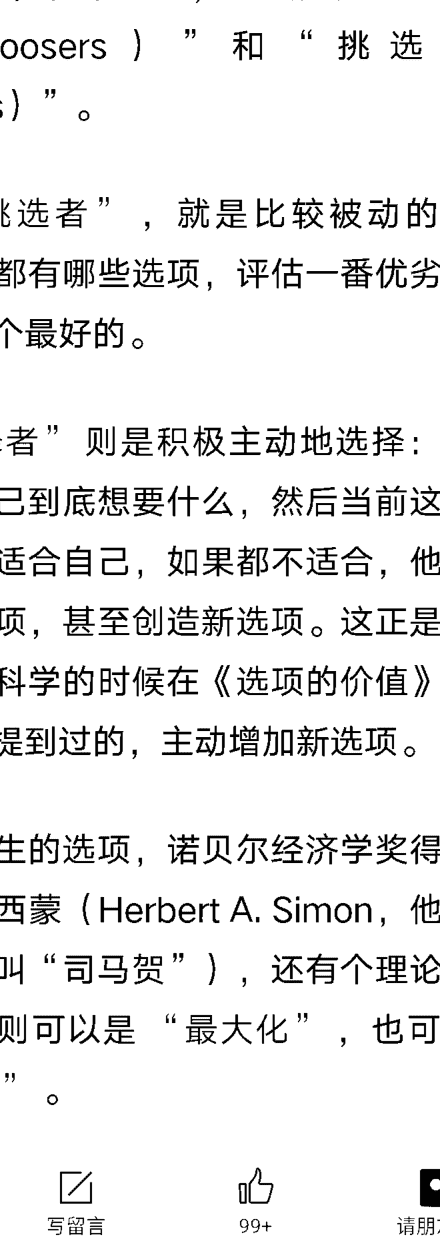 oosers ） ” 和 “ 挑 选
s）”。
挑选者”，就是比较被动的
都有哪些选项，评估一番优劣
个最好的。
择者” 则是积极主动地选择：
己到底想要什么，然后当前这
适合自己，如果都不适合，他
项，甚至创造新选项。这正是
科学的时候在《选项的价值》
提到过的，主动增加新选项。
生的选项，诺贝尔经济学奖得
西蒙（Herbert A. Simon，他
叫“司马贺”），还有个理论
则可以是 “最大化”，也可
”。
写留言
99+
请朋